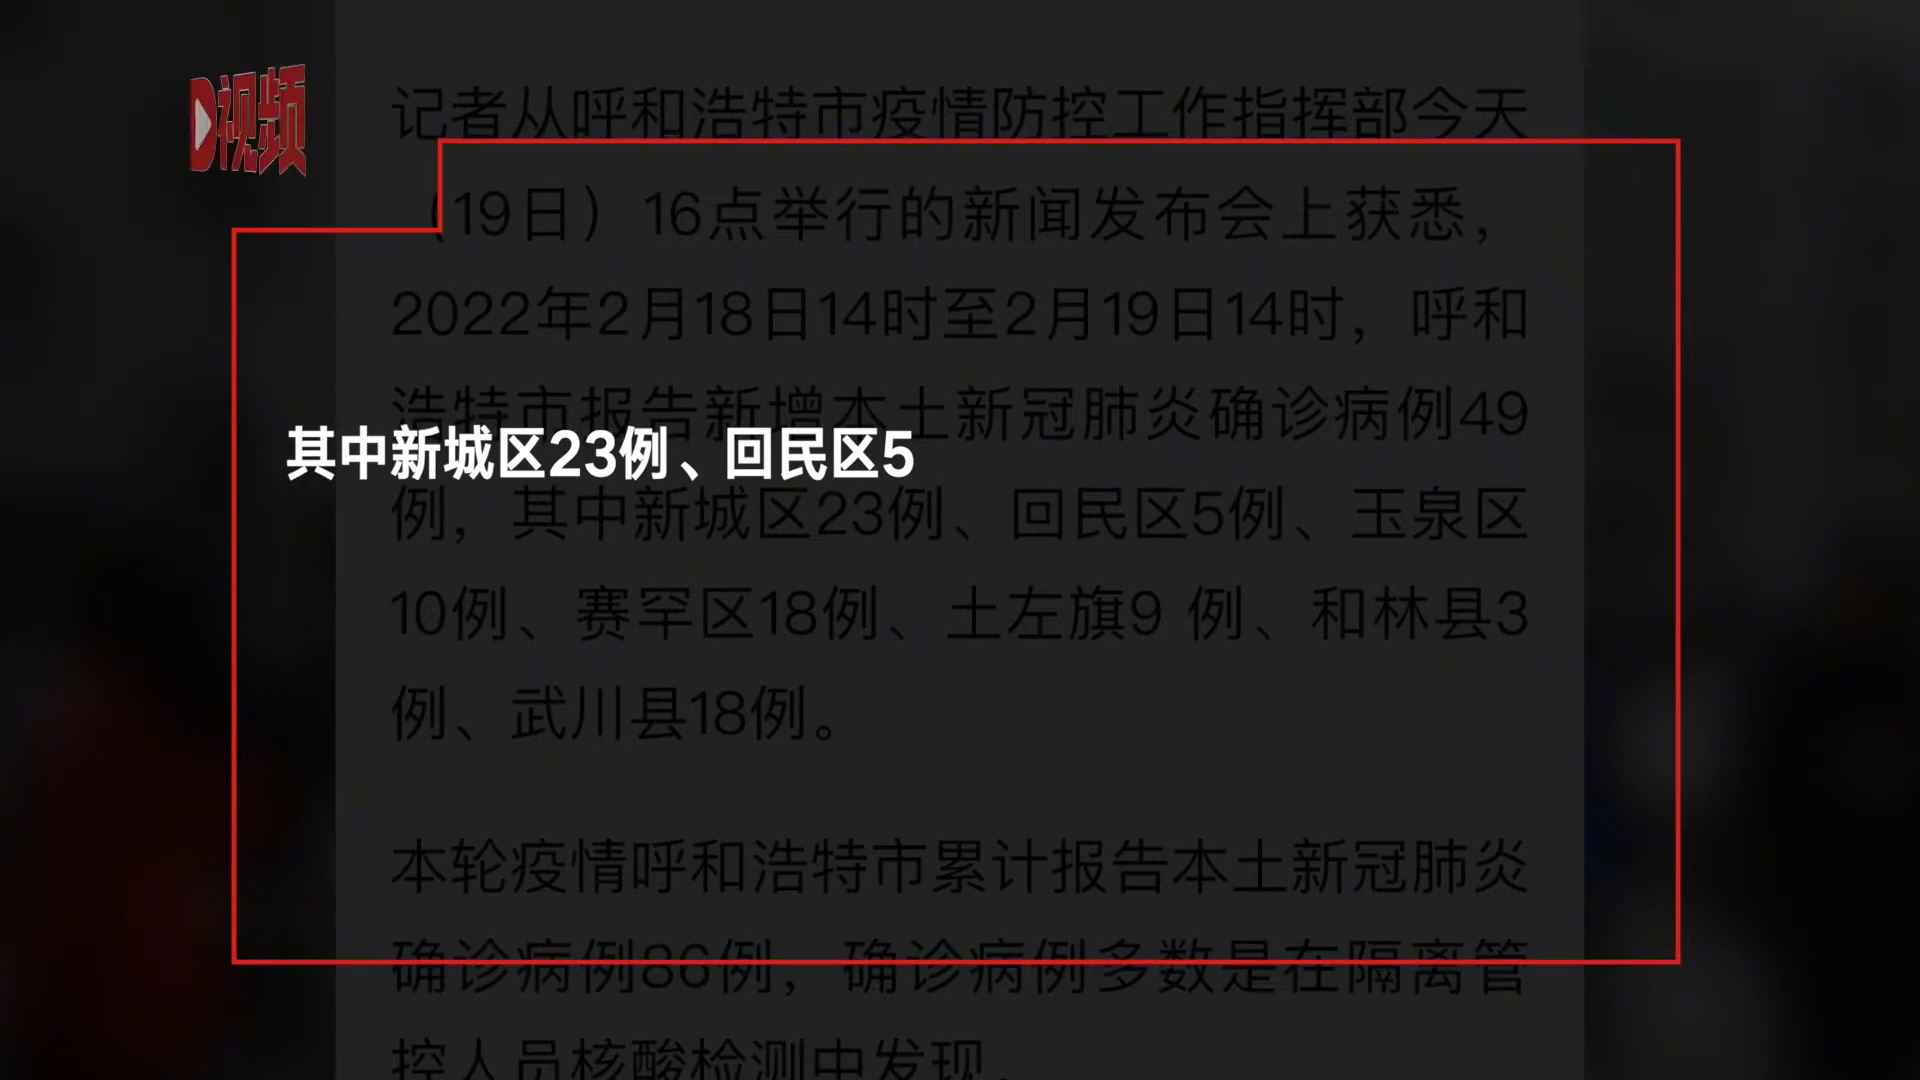 D视频
记者从呼和浩特市疫情防控工作指挥部今天
（19日）16点举行的新闻发布会上获悉，
2022年2月18日14时至2月19日14时，呼和
浩特市报告新增本土新冠肺炎确诊病例49
其中新城区23例、回民区5
例，其中新城区23例、回民区5例、玉泉区
10例、赛罕区18例、土左旗9 例、和林县3
例、武川县18例。
本轮疫情呼和浩特市累计报告本土新冠肺炎
确诊病例86例，确诊病例多数是在隔离管
控人员核酸检测中发现。